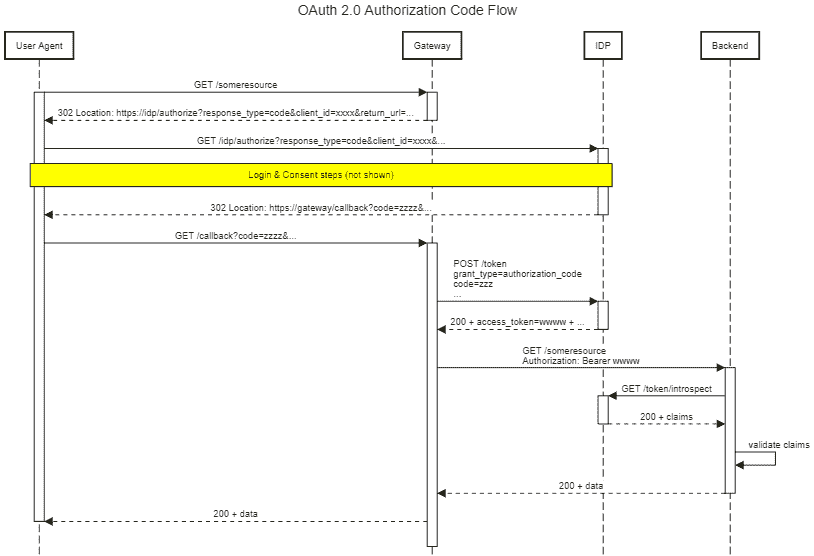 OAuth 2.0 Authorization Code Flow
User Agent
Gateway
IDP
Backend
GET /someresource
302 Location: https://idp/authorize?response_type=code&client_id=xxxx&return_url=...
GET /idp/authorize?response_type=code&client_id=xxxx&...
Login & Consent steps (not shown)
302 Location: https://gateway/callback?code=zzzz&...
GET /callback?code=zzzz&...
POST /token
grant_type=authorization_code
code=zzz
...
200 + access_token=wwww + ...
GET /someresource
Authorization: Bearer wwww
GET /token/introspect
200 + claims
validate claims
200 + data
200 + data